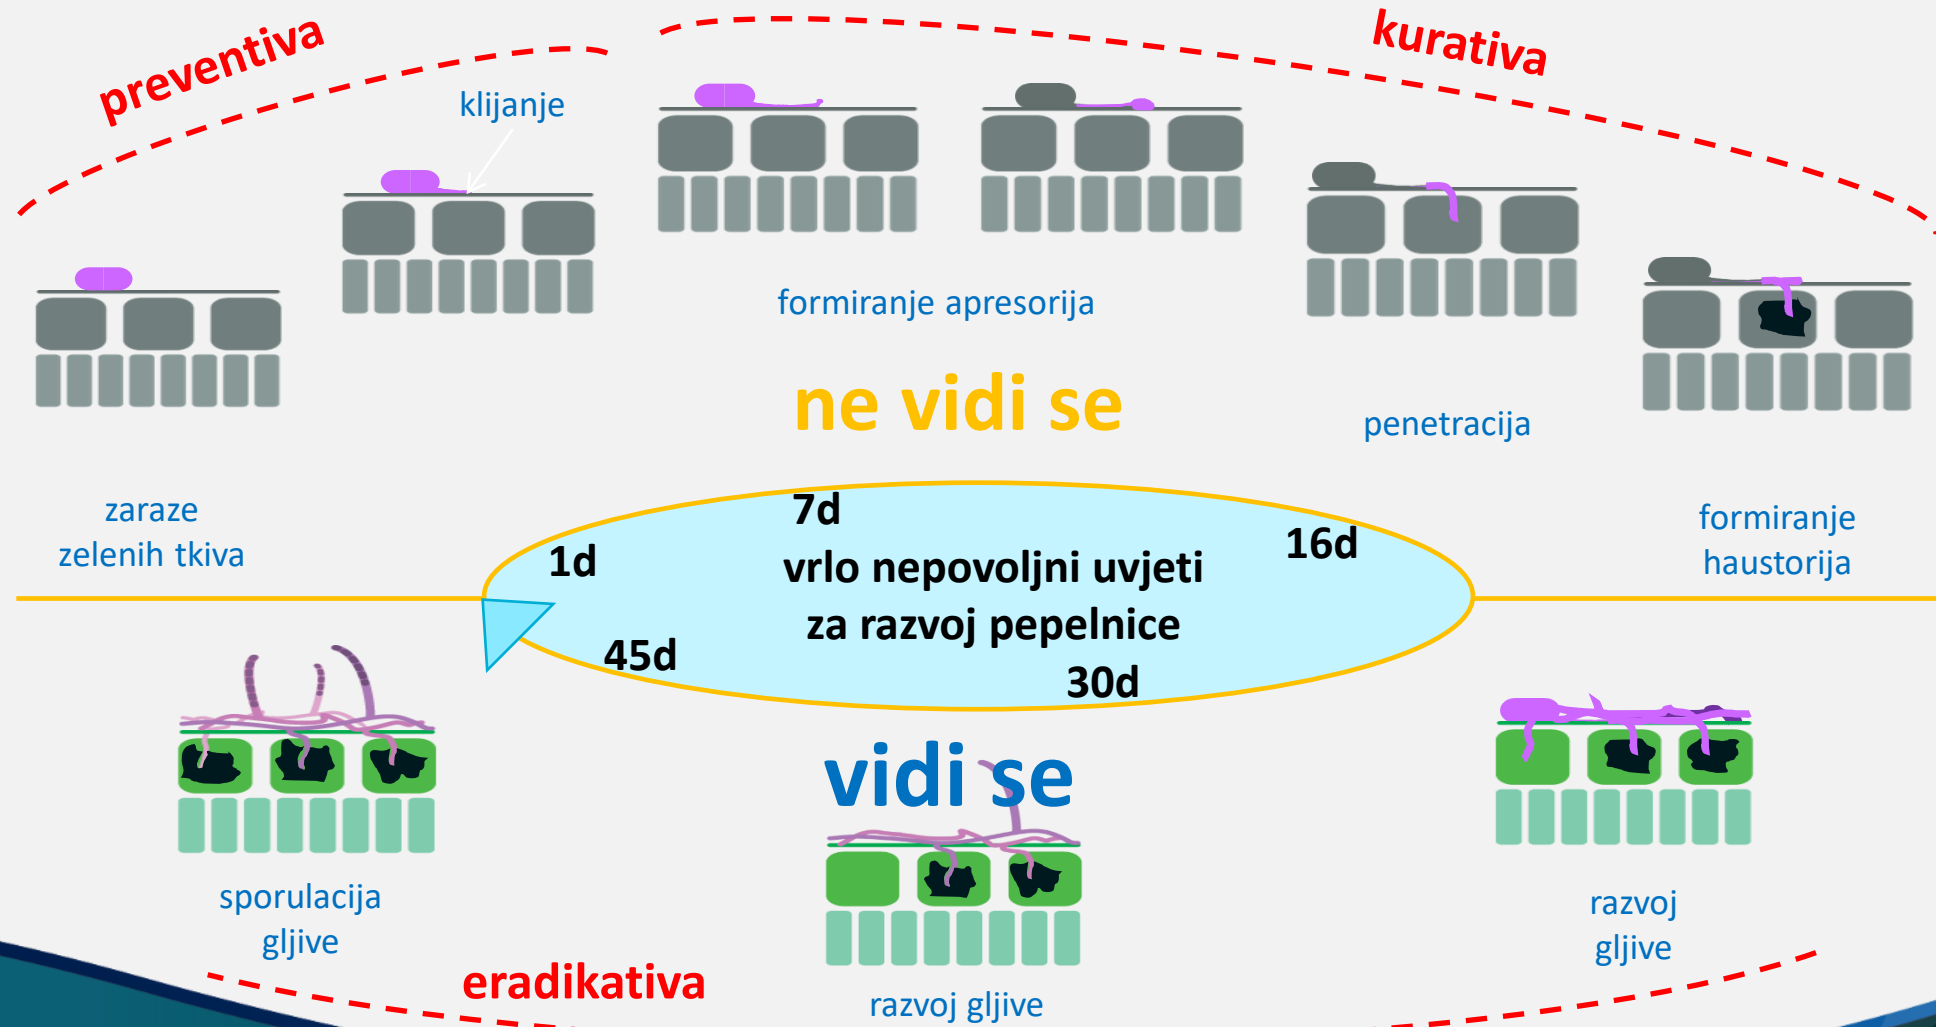 preventiva
kurativa
klijanje
formiranje apresorija
ne vidi se
penetracija
zaraze
zelenih tkiva
formiranje
haustorija
7d
1d
16d
vrlo nepovoljni uvjeti
za razvoj pepelnice
45d
30d
vidi se
sporulacija
gljive
razvoj gljive
razvoj
gljive
eradikativa